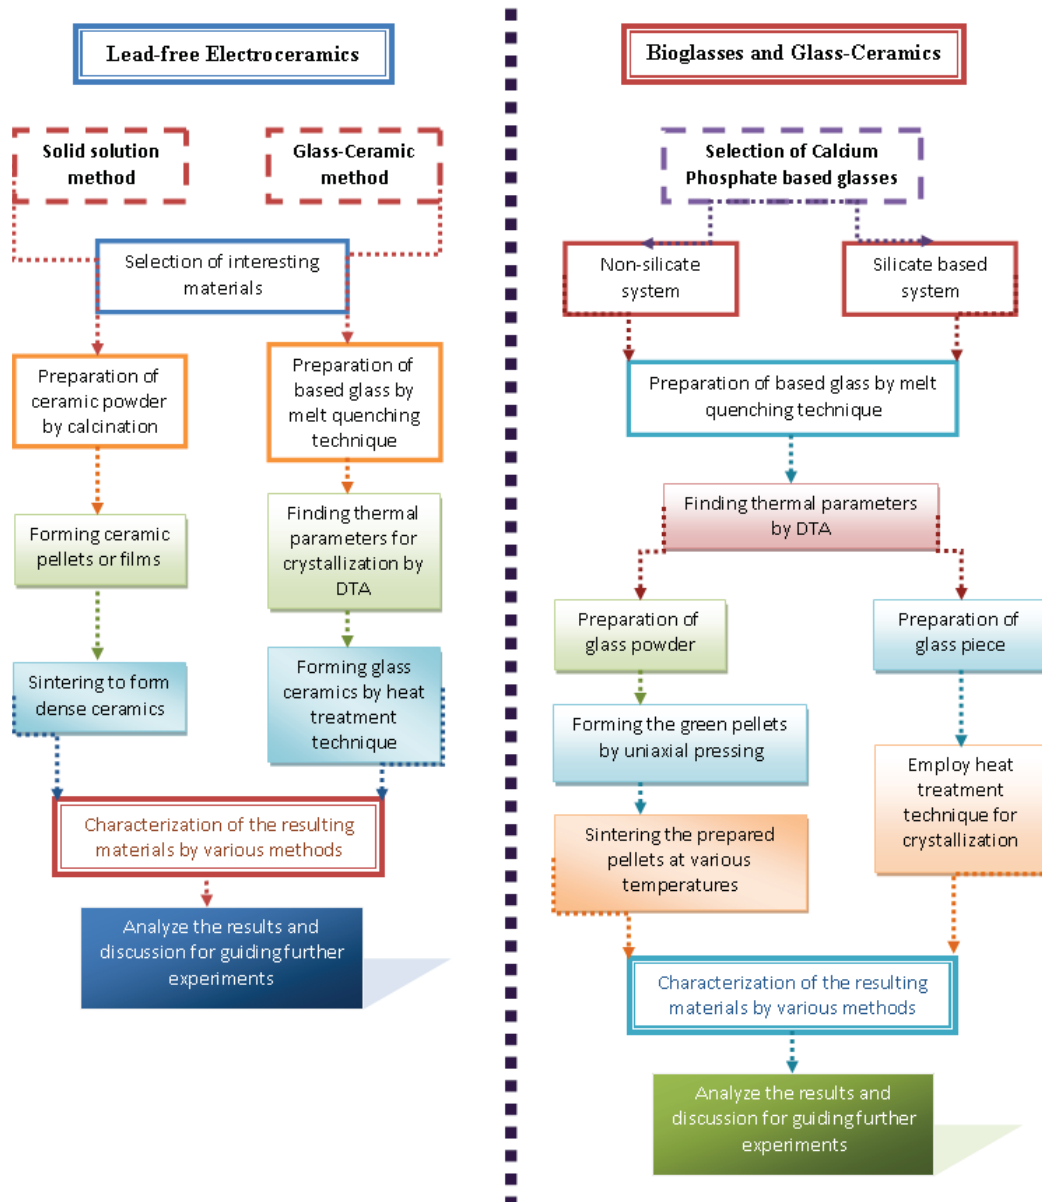 Lead-free Electroceramics
Solid solution
method
Glass-Ceramic
method
Selection of interesting
materials
Preparation of
ceramic powder
by calcination
Preparation of
based glass by
melt quenching
technique
Forming ceramic
pellets or films
Finding thermal
parameters for
crystallization by
DTA
Sintering to form
dense ceramics
Forming glass
ceramics by heat
treatment
technique
Characterization of the resulting
materials by various methods
Analyze the results and
discussion for guiding further
experiments
Bioglasses and Glass-Ceramics
Selection of Calcium
Phosphate based glasses
Non-silicate
system
Silicate based
system
Preparation of based glass by melt
quenching technique
Finding thermal parameters
by DTA
Preparation of
glass powder
Preparation of
glass piece
Forming the green pellets
by uniaxial pressing
Employ heat
treatment
technique for
crystallization
Sintering the prepared
pellets at various
temperatures
Characterization of the resulting
materials by various methods
Analyze the results and
discussion for guiding further
experiments